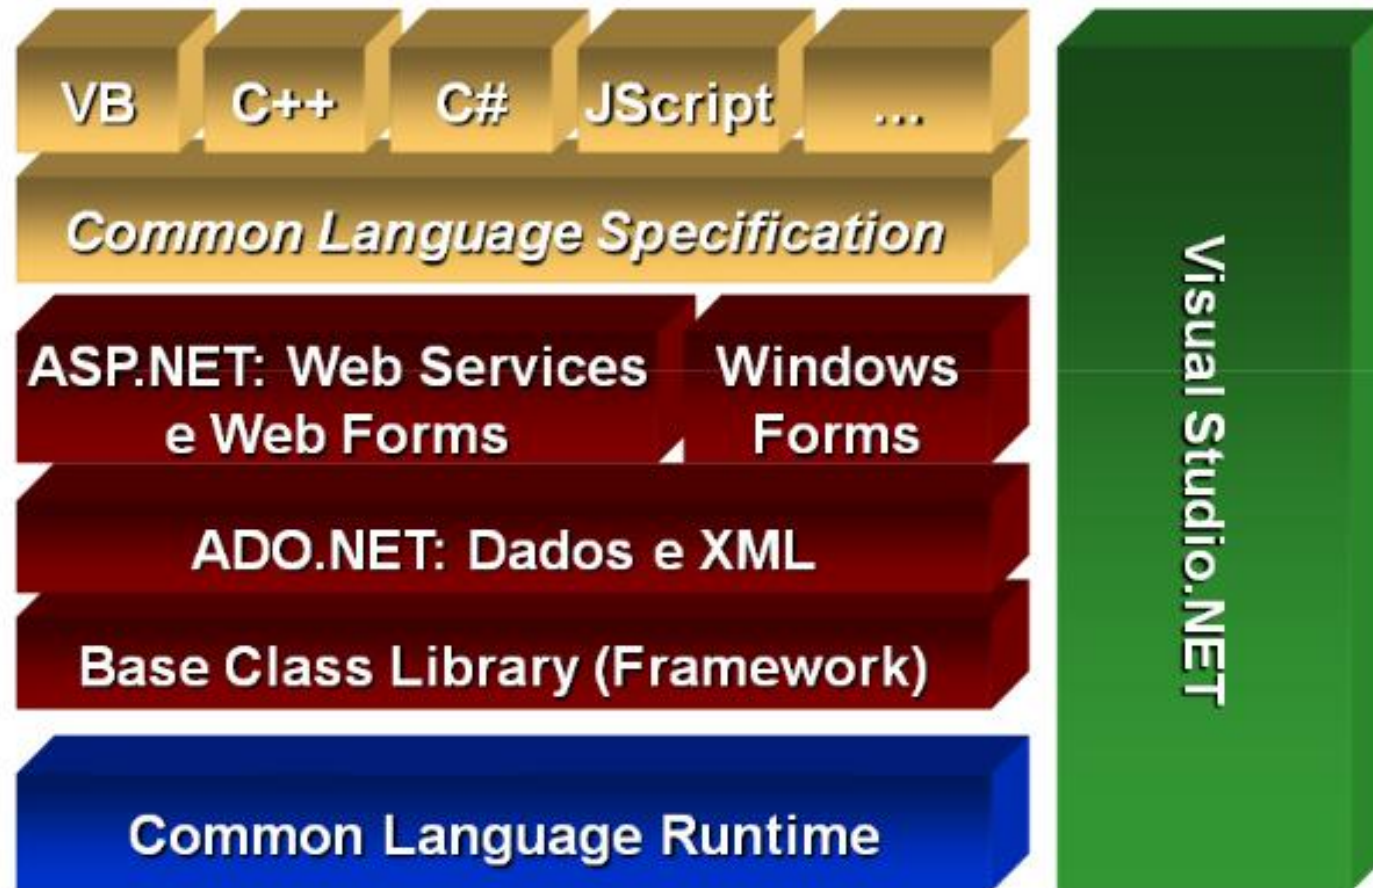 VB
C++
C#
JScript
...
Common Language Specification
ASP.NET: Web Services
e Web Forms
Windows
Forms
ADO.NET: Dados e XML
Base Class Library (Framework)
Common Language Runtime
Visual Studio.NET